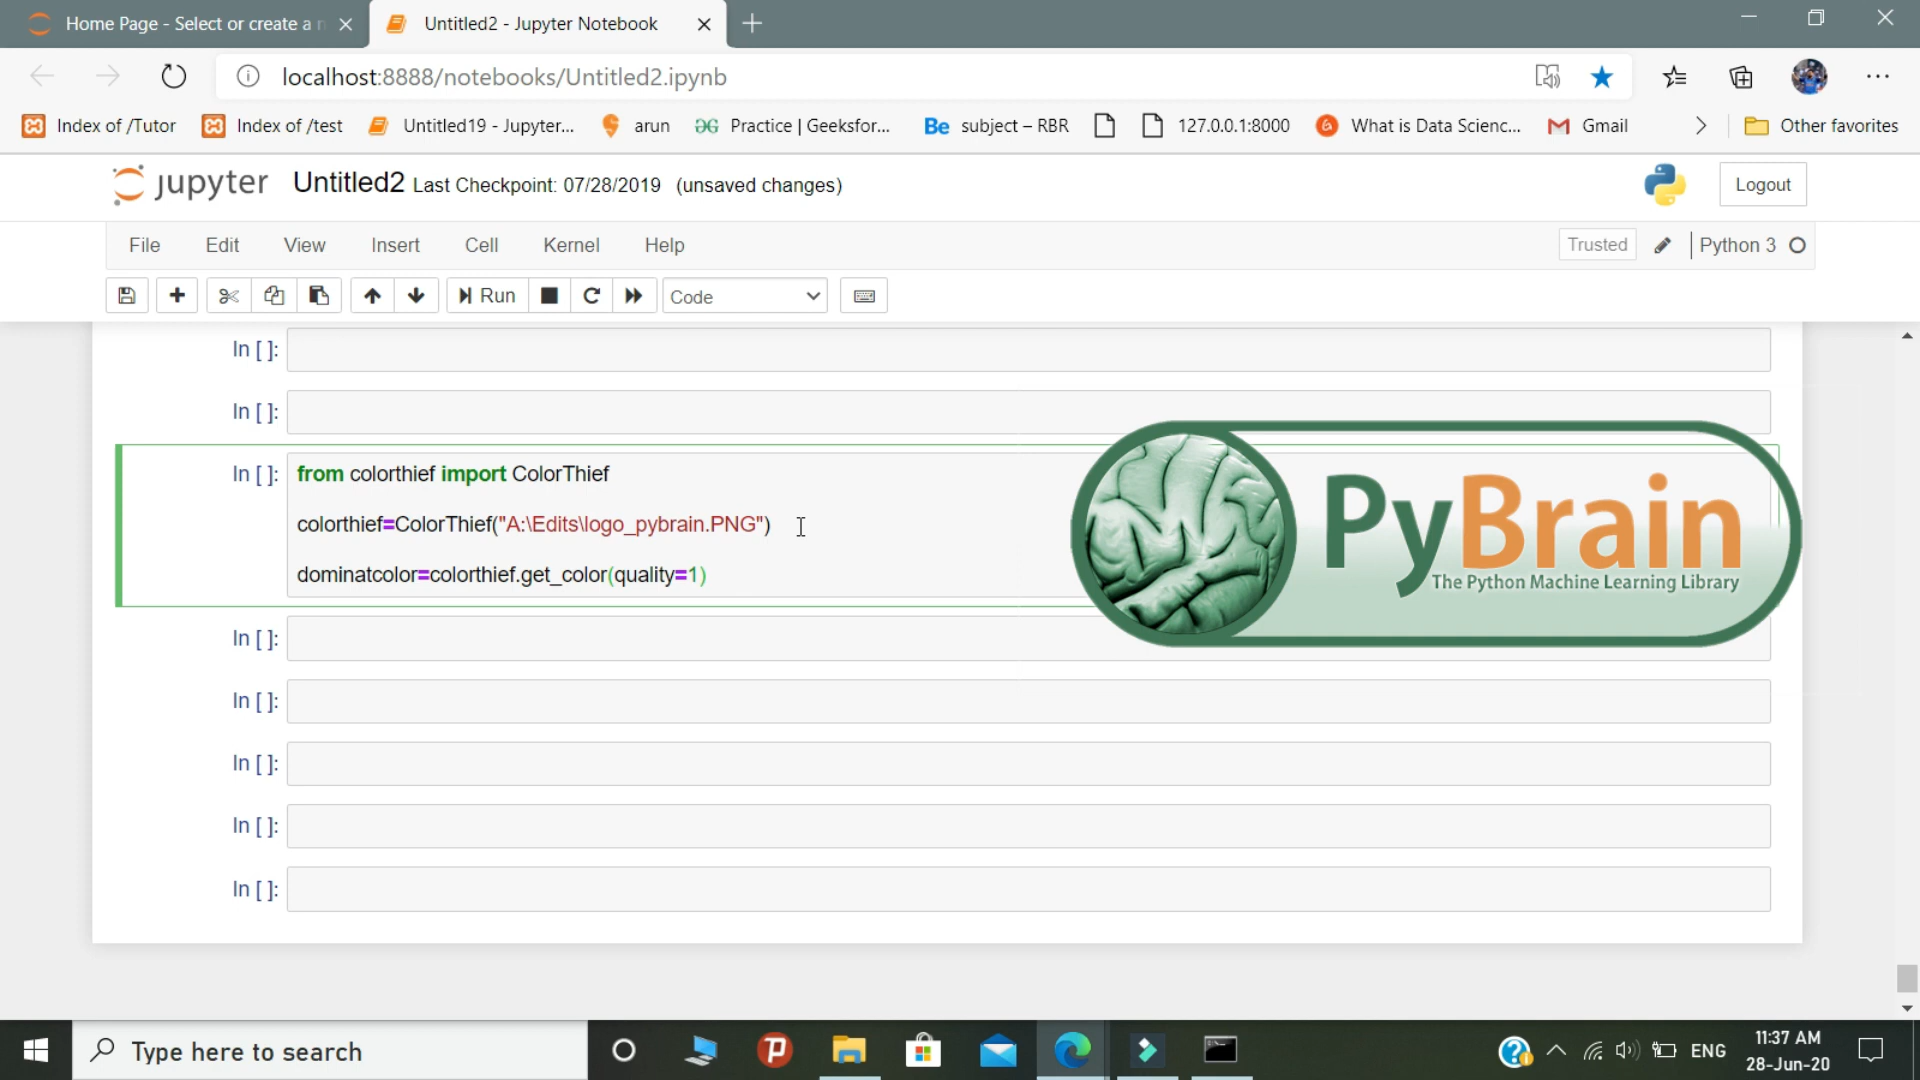 Home Page - Select or create a n
Untitled2 - Jupyter Notebook
localhost:8888/notebooks/Untitled2.ipynb
Index of /Tutor
Index of /test
Untitled19 - Jupyter...
arun
Practice | Geeksfor...
Be subject – RBR
127.0.0.1:8000
What is Data Scienc...
Gmail
Other favorites
jupyter Untitled2 Last Checkpoint: 07/28/2019 (unsaved changes)
Logout
File Edit View Insert Cell Kernel Help
Trusted
Python 3
Run
Code
In [ ]:
In [ ]:
In [ ]: from colorthief import ColorThief
colorthief=ColorThief("A:\Edits\logo_pybrain.PNG")
dominatcolor=colorthief.get_color(quality=1)
PyBrain
The Python Machine Learning Library
In [ ]:
In [ ]:
In [ ]:
In [ ]:
In [ ]:
Type here to search
ENG
11:37 AM
28-Jun-20